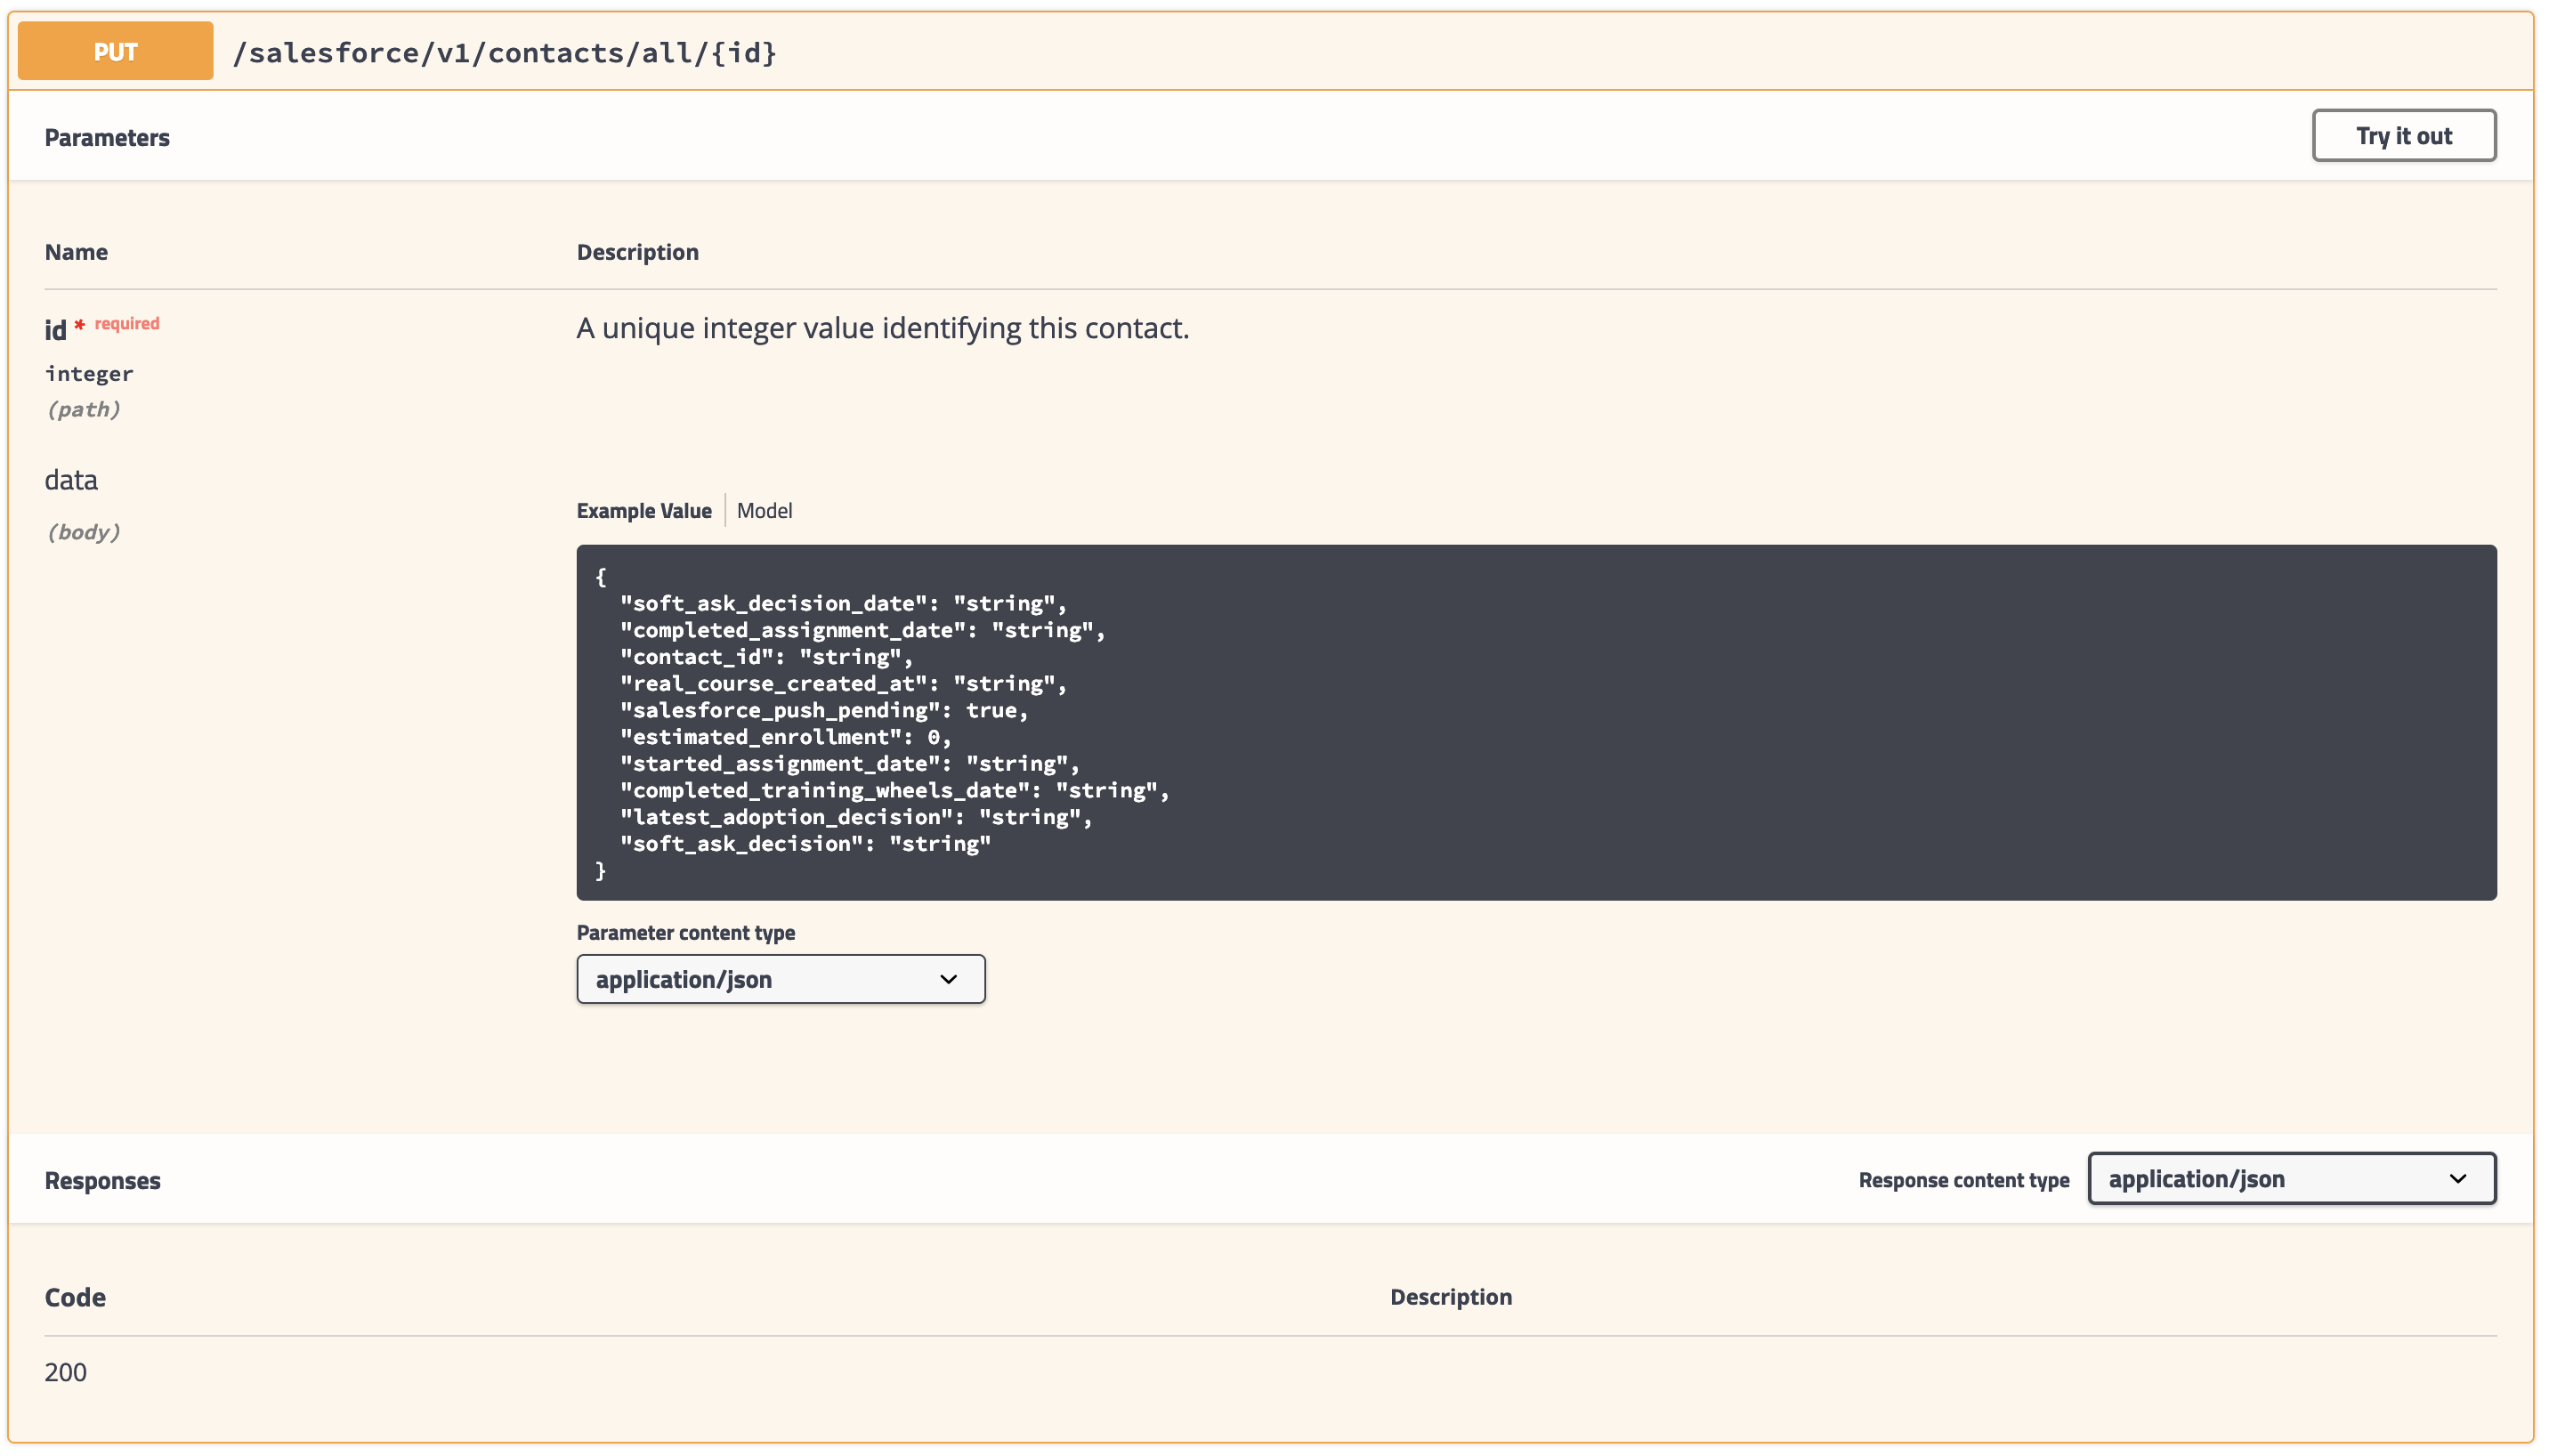 PUT /salesforce/v1/contacts/all/{id}
Parameters
Try it out
Name Description
id * required
A unique integer value identifying this contact.
integer
(path)
data
(body)
Example Value Model
{
  "soft_ask_decision_date": "string",
  "completed_assignment_date": "string",
  "contact_id": "string",
  "real_course_created_at": "string",
  "salesforce_push_pending": true,
  "estimated_enrollment": 0,
  "started_assignment_date": "string",
  "completed_training_wheels_date": "string",
  "latest_adoption_decision": "string",
  "soft_ask_decision": "string"
}
Parameter content type
application/json
Responses
Response content type application/json
Code Description
200